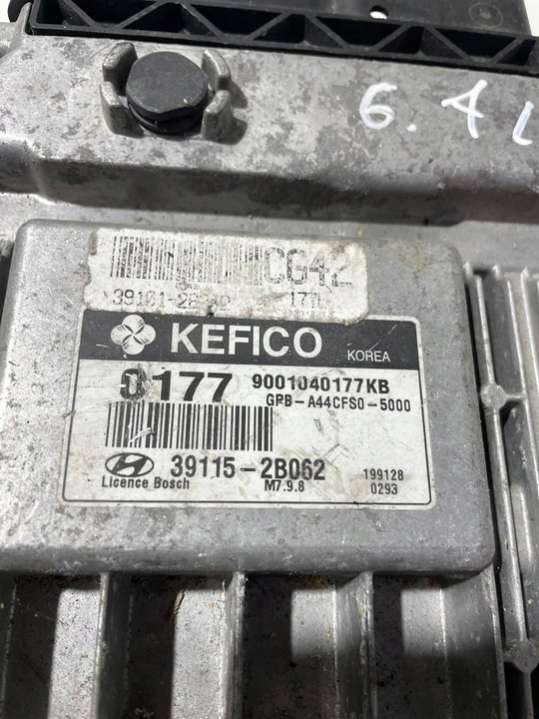 6.4L
CG42
KEFICO KOREA
0177 9001040177KB
GPB-A44CFS0-5000
39115-2B062 199128
Licence Bosch M7.9.8 0293